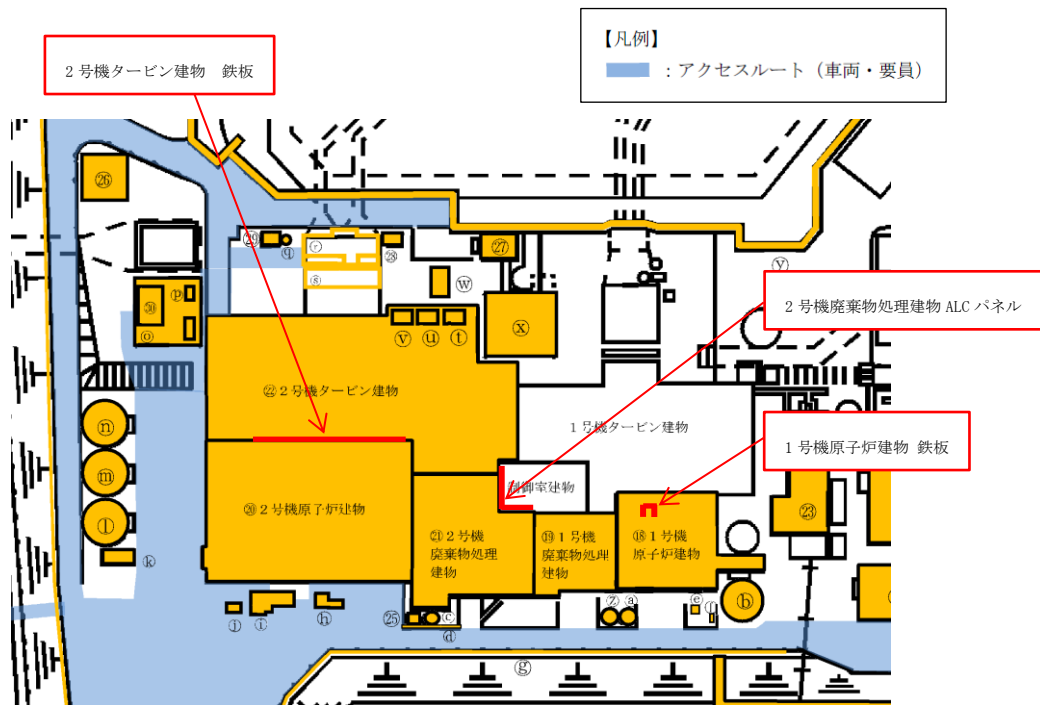 【凡例】
：アクセスルート（車両・要員）
2号機タービン建物　鉄板
㉖
㉙
ⓠ
ⓡ
㉘
㉗
ⓨ
ⓢ
ⓦ
㉚
ⓟ
ⓞ
2号機廃棄物処理建物 ALC パネル
ⓥ
ⓤ
ⓣ
ⓧ
㉒2号機タービン建物
1号機タービン建物
ⓝ
1号機原子炉建物 鉄板
ⓜ
制御室建物
⑳2号機原子炉建物
㉓
ⓛ
㉑2号機
廃棄物処理
建物
⑲1号機
廃棄物処理
建物
⑱1号機
原子炉建物
ⓚ
ⓙ
ⓘ
ⓗ
㉕
ⓒ
ⓓ
ⓩ
ⓐ
ⓔ
ⓕ
ⓑ
ⓖ